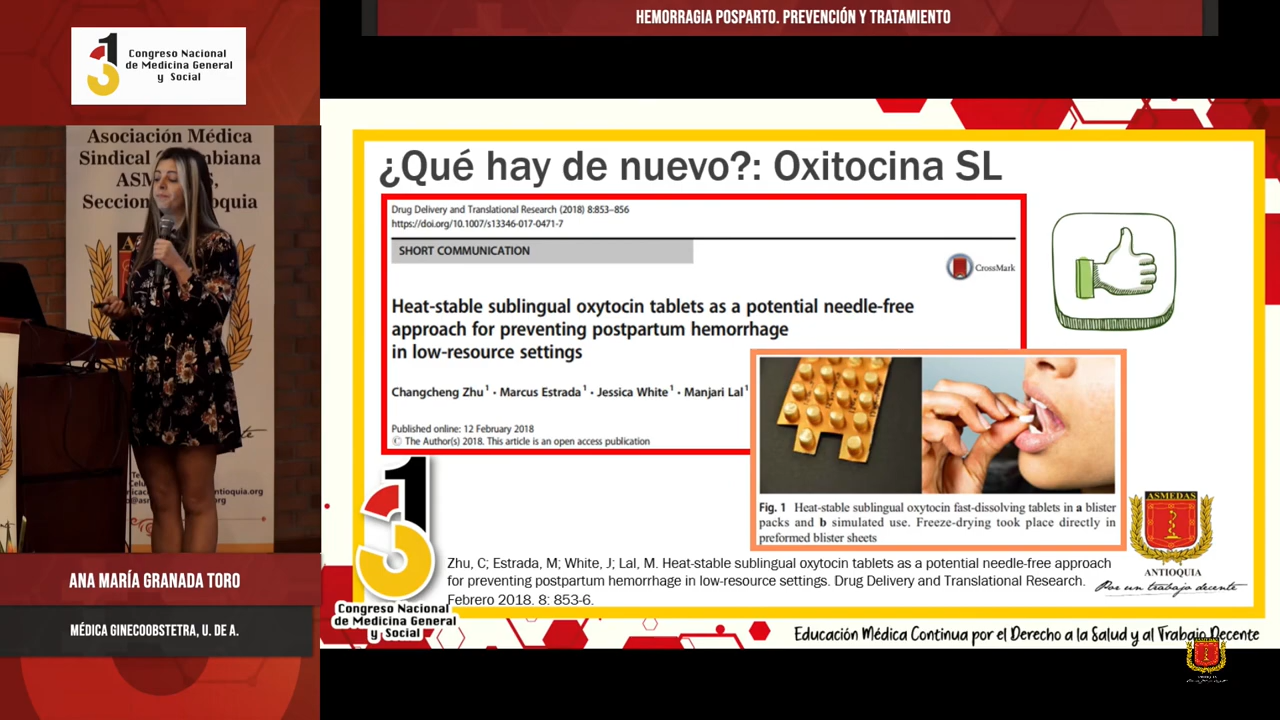 HEMORRAGIA POSPARTO. PREVENCIÓN Y TRATAMIENTO
Congreso Nacional
de Medicina General
y Social
Asociación Médica
Sindical
ASM
Seccion
¿Qué hay de nuevo?: Oxitocina SL
Drug Delivery and Translational Research (2018) 8:853–856
https://doi.org/10.1007/s13346-017-0471-7
SHORT COMMUNICATION
CrossMark
Heat-stable sublingual oxytocin tablets as a potential needle-free
approach for preventing postpartum hemorrhage
in low-resource settings
Changcheng Zhu 1 · Marcus Estrada 1 · Jessica White 1 · Manjari Lal 1
Published online: 12 February 2018
© The Author(s) 2018. This article is an open access publication
Fig. 1 Heat-stable sublingual oxytocin fast-dissolving tablets in a blister
packs and b simulated use. Freeze-drying took place directly in
preformed blister sheets
Zhu, C; Estrada, M; White, J; Lal, M. Heat-stable sublingual oxytocin tablets as a potential needle-free approach
for preventing postpartum hemorrhage in low-resource settings. Drug Delivery and Translational Research.
Febrero 2018. 8: 853-6.
ASMEDAS
ANTIOQUIA
Por un trabajo decente
Congreso Nacional
de Medicina General
y Social
Educación Médica Continua por el Derecho a la Salud y al Trabajo Decente
ANA MARÍA GRANADA TORO
MÉDICA GINECOOBSTETRA, U. DE A.